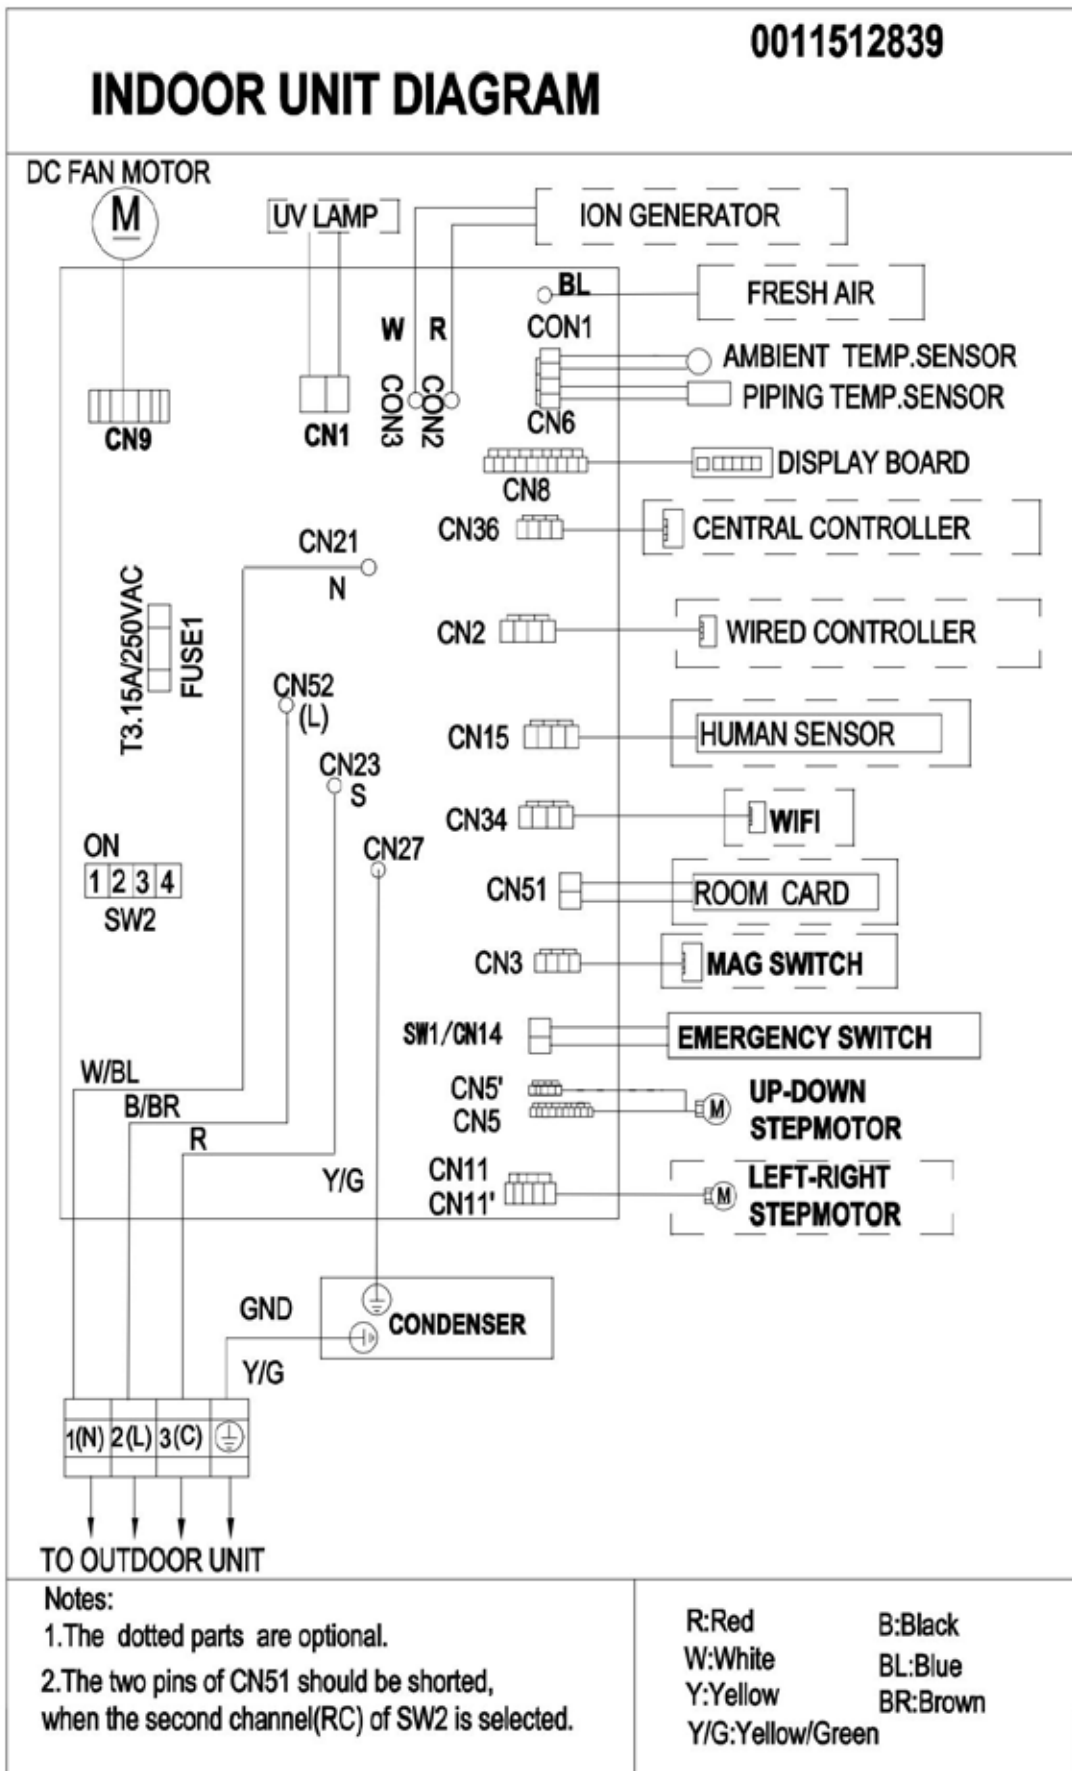 0011512839
INDOOR UNIT DIAGRAM
DC FAN MOTOR
M
UV LAMP
ION GENERATOR
BL
FRESH AIR
W
R
CON1
AMBIENT TEMP.SENSOR
CON3
CON2
PIPING TEMP.SENSOR
CN9
CN1
CN6
DISPLAY BOARD
CN8
CN36
CENTRAL CONTROLLER
CN21
N
T3.15A/250VAC
FUSE1
CN2
WIRED CONTROLLER
CN52
(L)
CN15
HUMAN SENSOR
CN23
S
CN34
WIFI
ON
1 2 3 4
SW2
CN27
CN51
ROOM CARD
CN3
MAG SWITCH
SW1/CN14
EMERGENCY SWITCH
W/BL
B/BR
R
CN5'
CN5
M
UP-DOWN
STEPMOTOR
Y/G
CN11
CN11'
M
LEFT-RIGHT
STEPMOTOR
GND
CONDENSER
Y/G
1(N) 2(L) 3(C)
TO OUTDOOR UNIT
Notes:
1.The dotted parts are optional.
2.The two pins of CN51 should be shorted,
when the second channel(RC) of SW2 is selected.
R:Red B:Black
W:White BL:Blue
Y:Yellow BR:Brown
Y/G:Yellow/Green